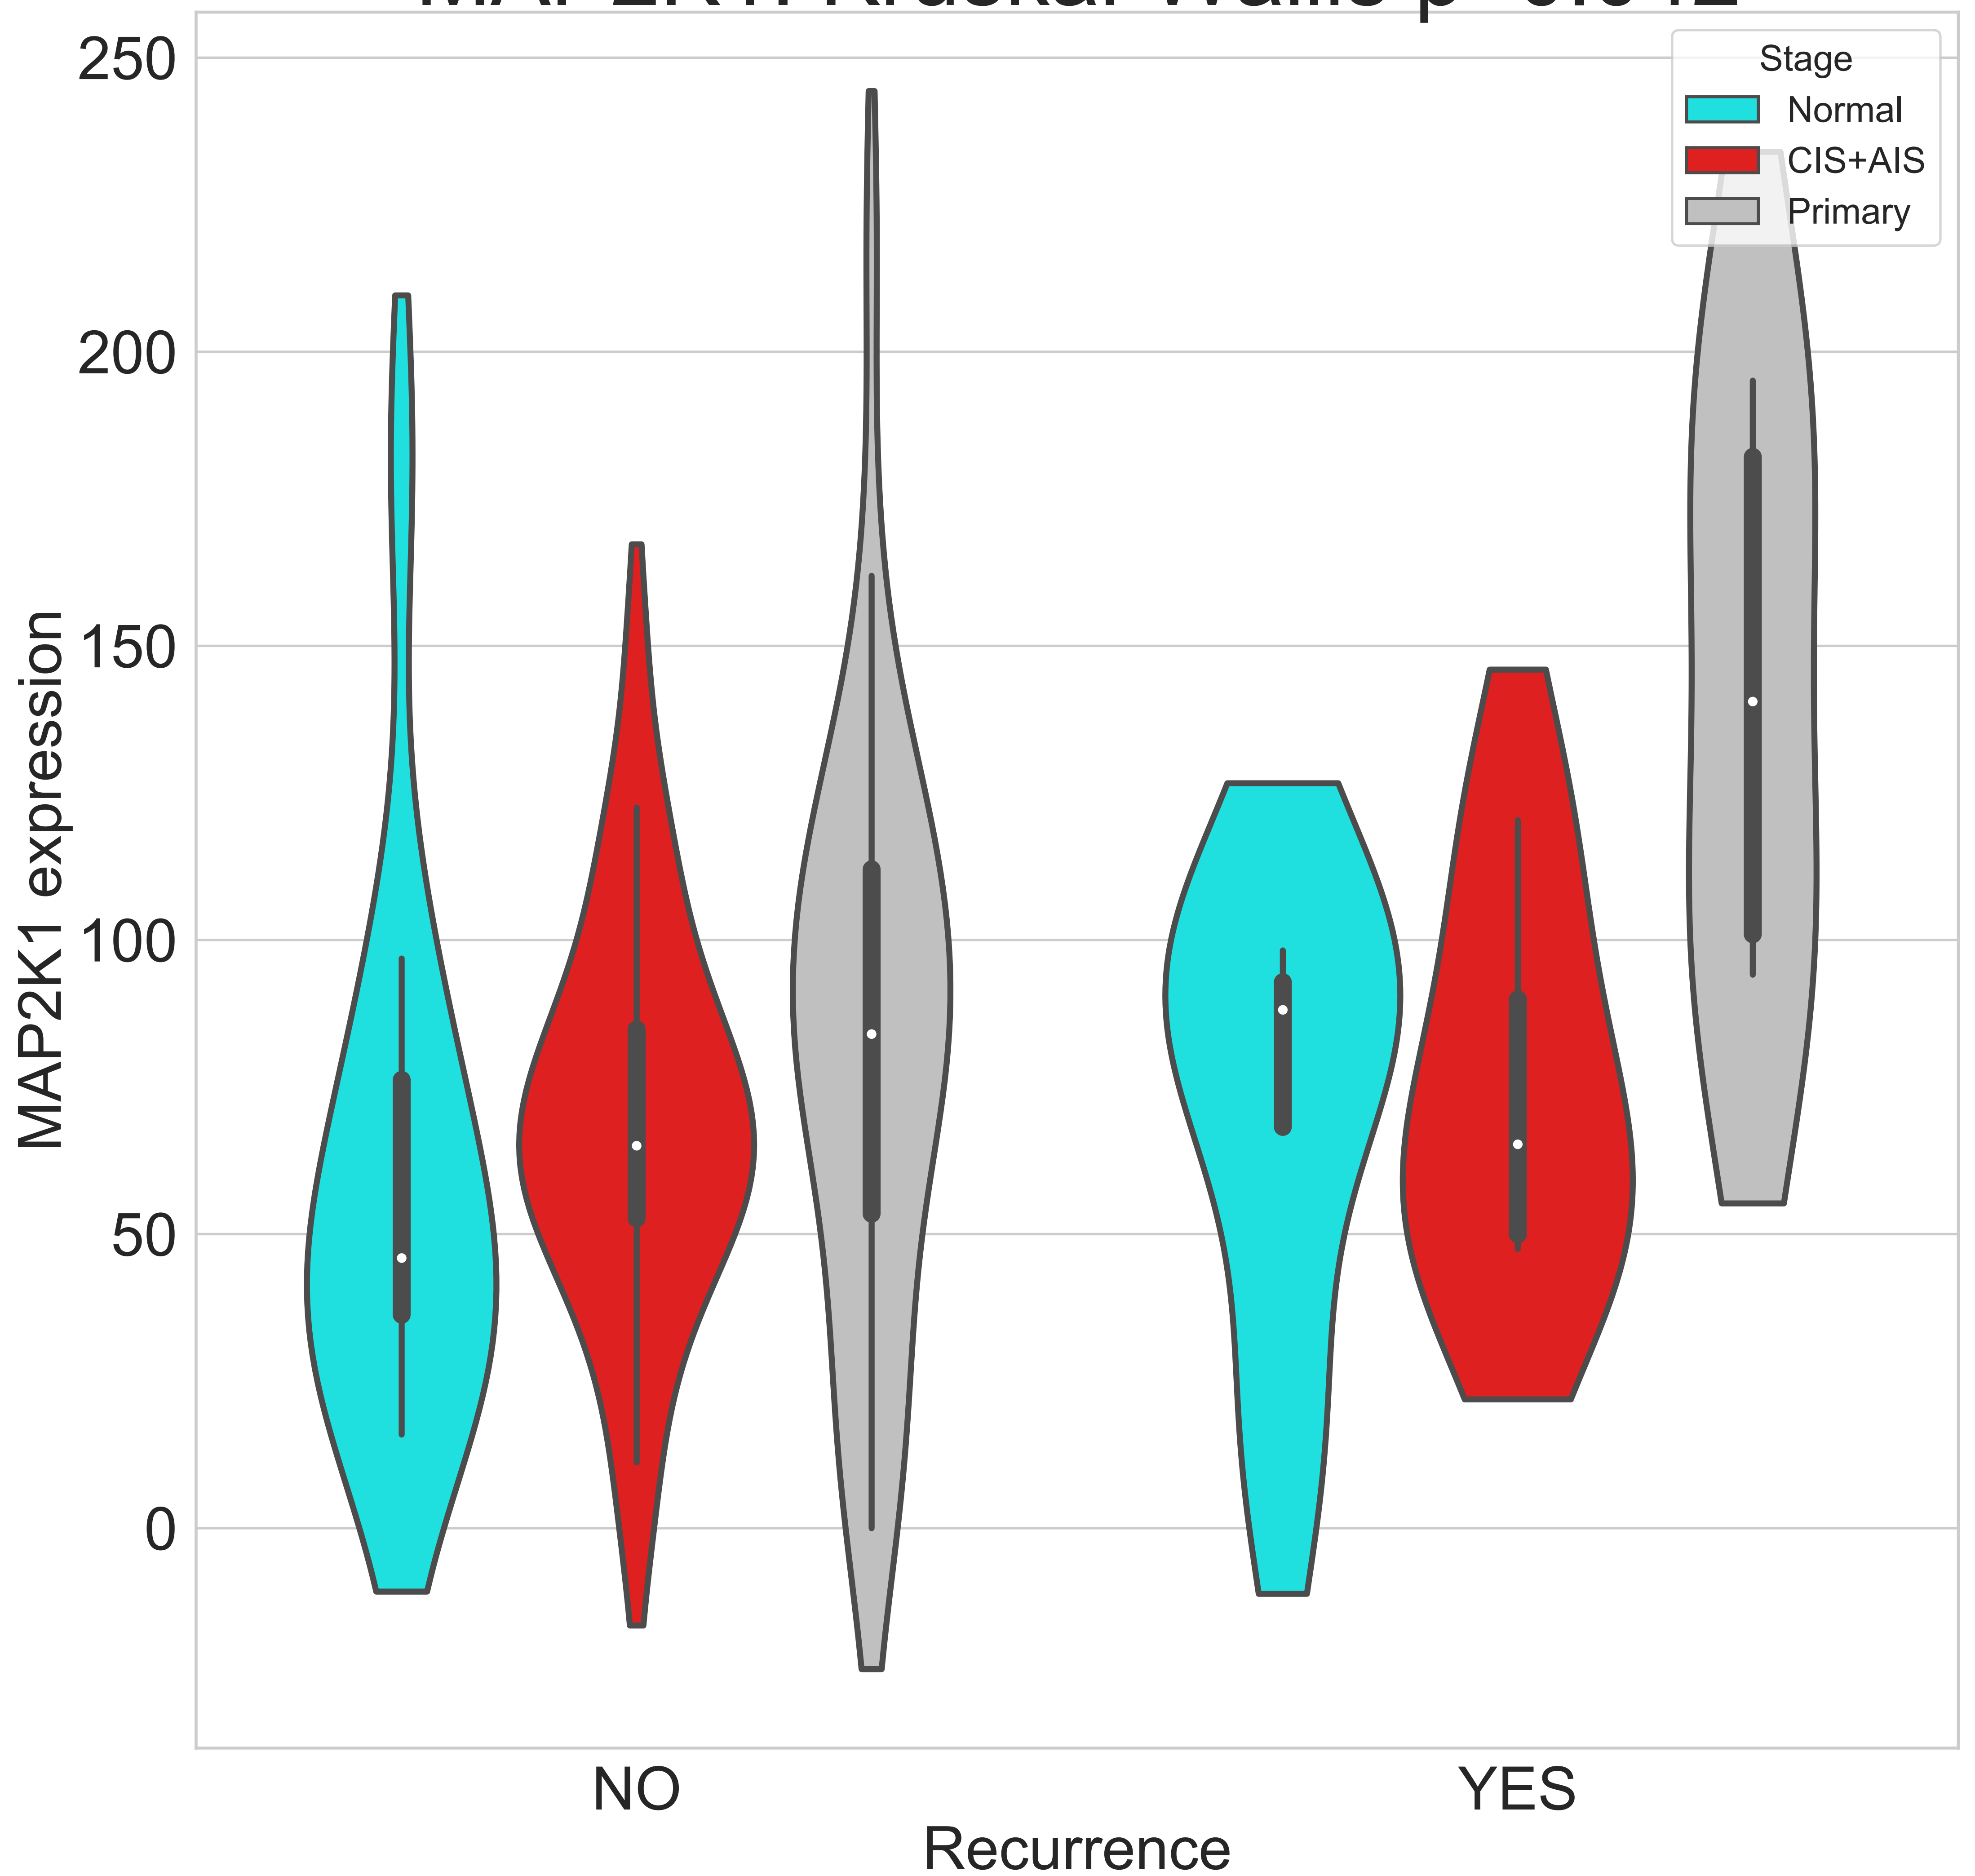 250
200
150
100
50
0
MAP2K1 expression
Stage
Normal
CIS+AIS
Primary
NO
YES
Recurrence